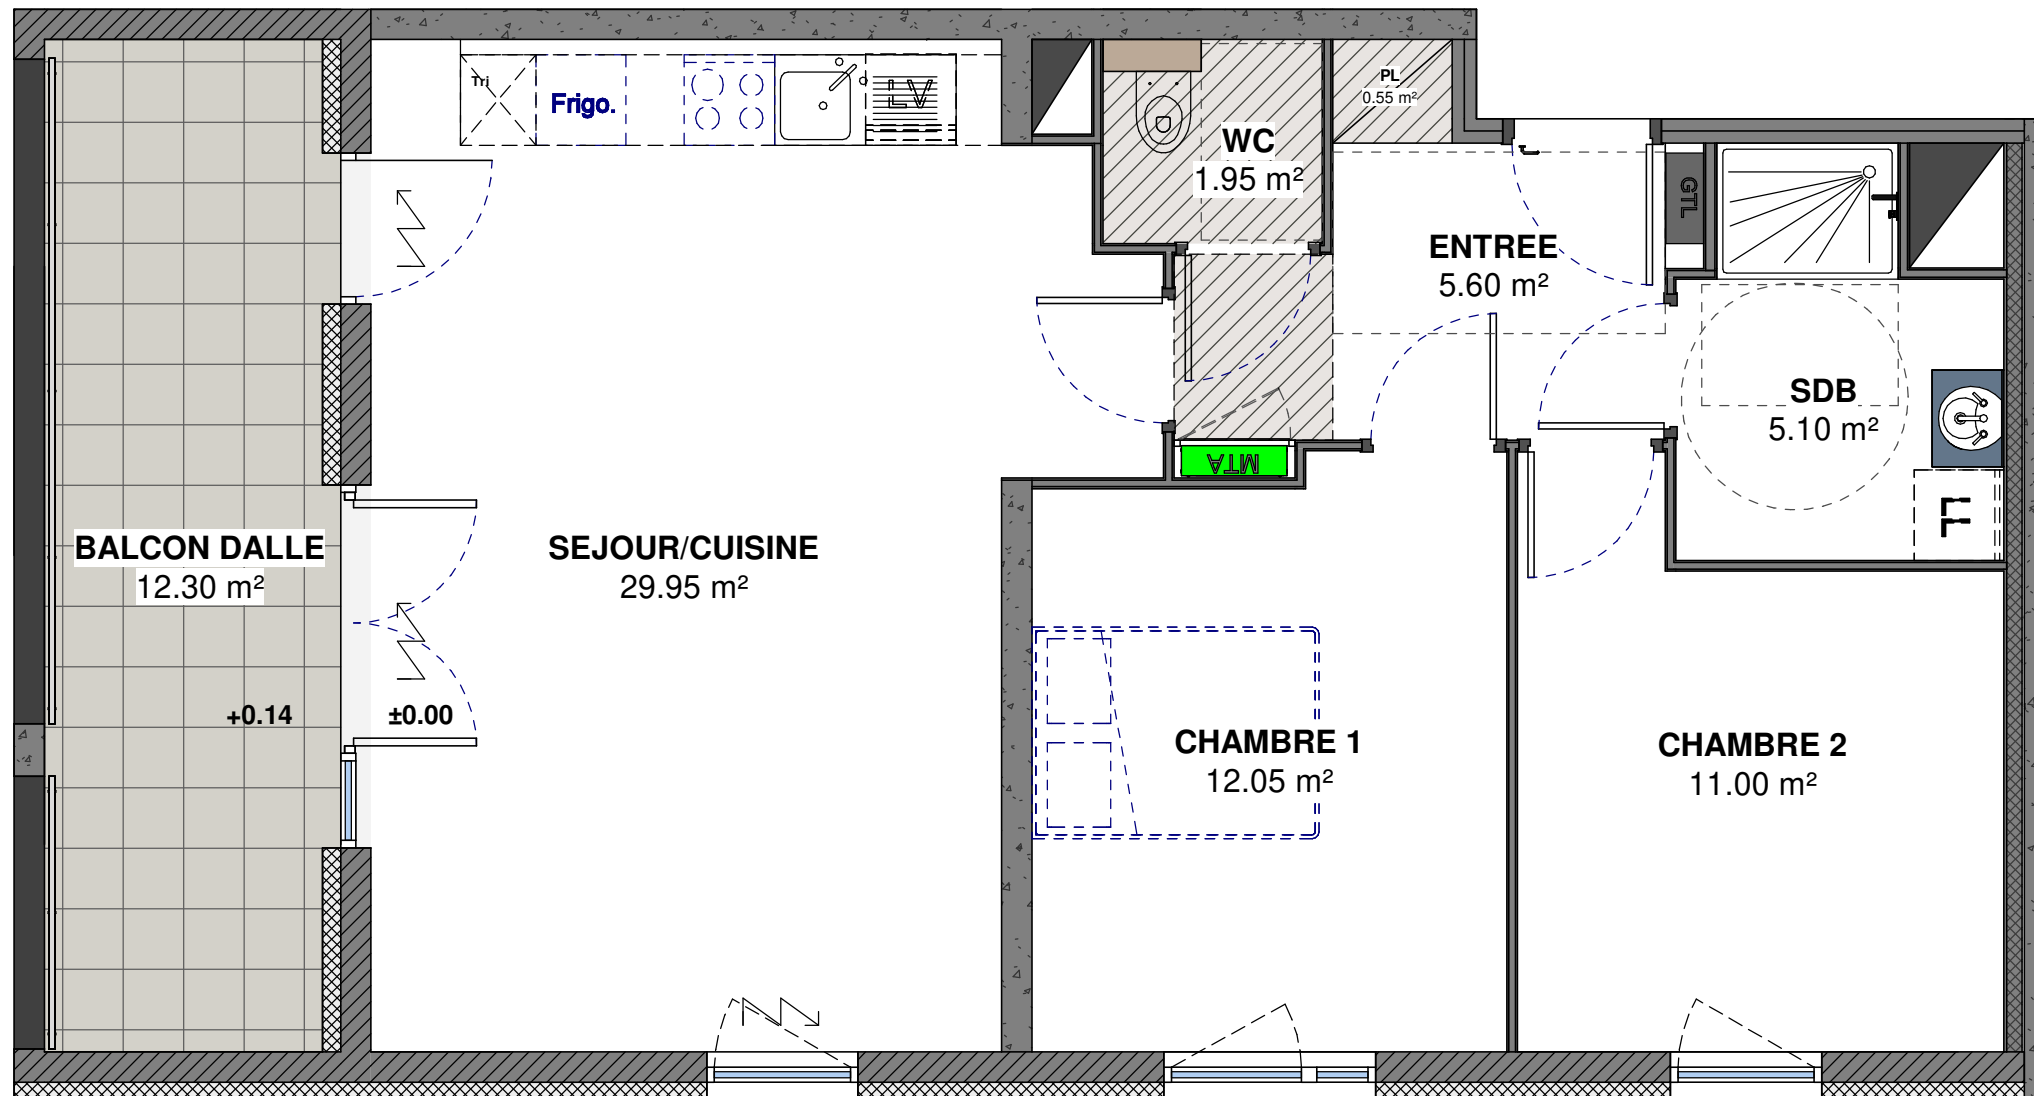 Tri
Frigo.
LV
WC
1.95 m²
PL
0.55 m²
GTL
ENTREE
5.60 m²
SDB
5.10 m²
MTA
LL
BALCON DALLE
12.30 m²
SEJOUR/CUISINE
29.95 m²
+0.14
±0.00
CHAMBRE 1
12.05 m²
CHAMBRE 2
11.00 m²